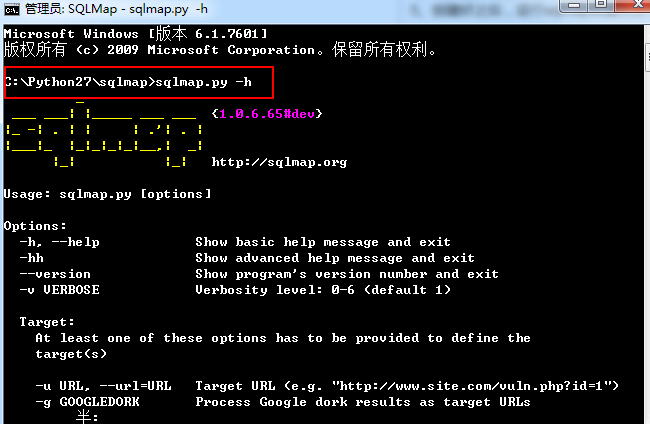 管理员: SQLMap - sqlmap.py -h
Microsoft Windows [版本 6.1.7601]
版权所有 (c) 2009 Microsoft Corporation。保留所有权利。
C:\Python27\sqlmap>sqlmap.py -h
{1.0.6.65#dev}
http://sqlmap.org
Usage: sqlmap.py [options]
Options:
-h, --help Show basic help message and exit
-hh Show advanced help message and exit
--version Show program's version number and exit
-v VERBOSE Verbosity level: 0-6 (default 1)
Target:
At least one of these options has to be provided to define the
target(s)
-u URL, --url=URL Target URL (e.g. "http://www.site.com/vuln.php?id=1")
-g GOOGLEDORK Process Google dork results as target URLs
半: